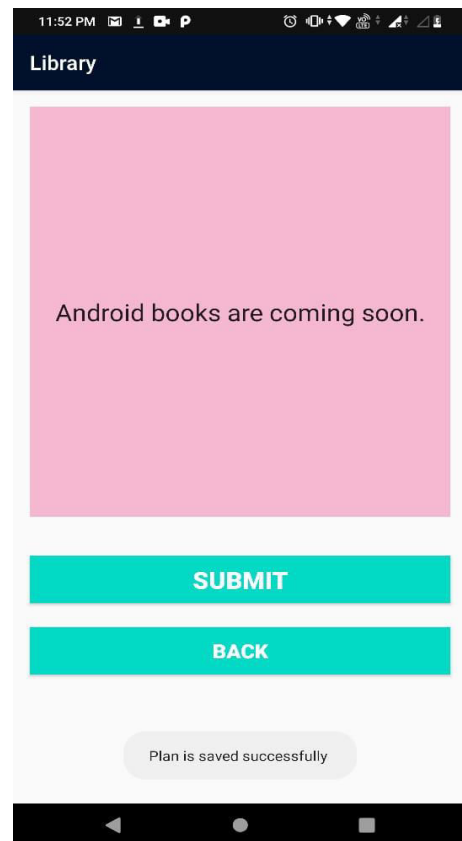 11:52 PM
Library
Android books are coming soon.
SUBMIT
BACK
Plan is saved successfully